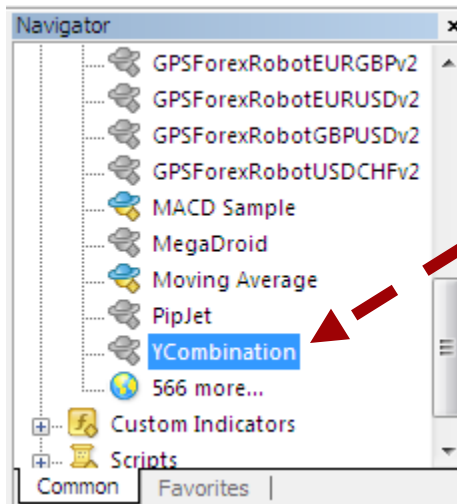 Navigator
GPSForexRobotEURGBPv2
GPSForexRobotEURUSDv2
GPSForexRobotGBPUSDv2
GPSForexRobotUSDCHFv2
MACD Sample
MegaDroid
Moving Average
PipJet
YCombination
566 more...
Custom Indicators
Scripts
Common Favorites